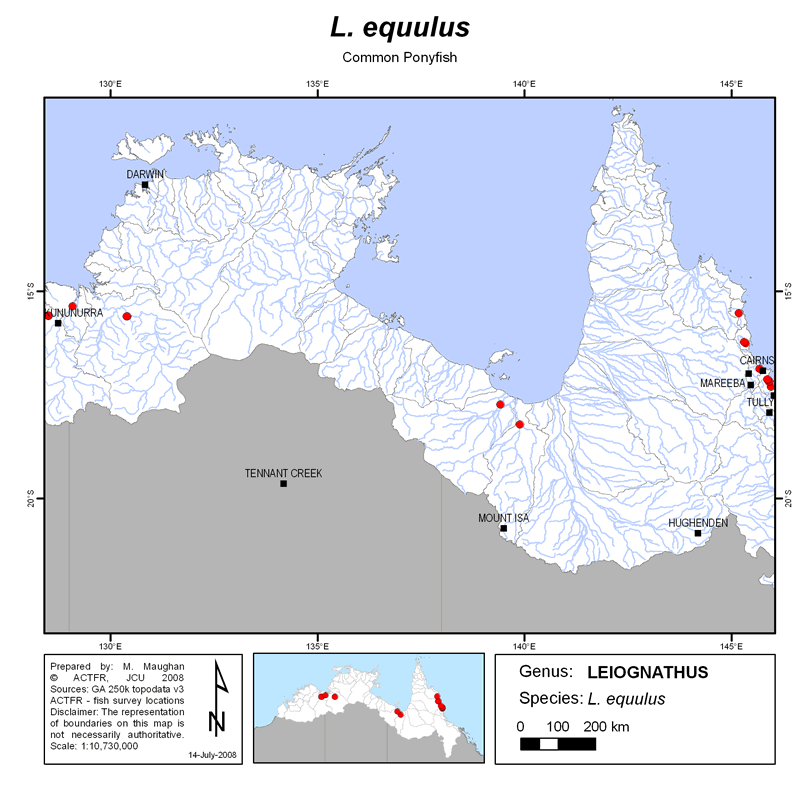 L. equulus
Common Ponyfish
130°E 135°E 140°E 145°E
DARWIN
15°S 15°S
KUNUNURRA
CAIRNS
MAREEBA
TULLY
TENNANT CREEK
20°S 20°S
MOUNT ISA
HUGHENDEN
130°E 135°E 140°E 145°E
Prepared by: M. Maughan
© ACTFR, JCU 2008
Sources: GA 250k topodata v3
ACTFR - fish survey locations
Disclaimer: The representation
of boundaries on this map is
not necessarily authoritative.
Scale: 1:10,730,000
N
14-July-2008
Genus: LEIOGNATHUS
Species: L. equulus
0 100 200 km